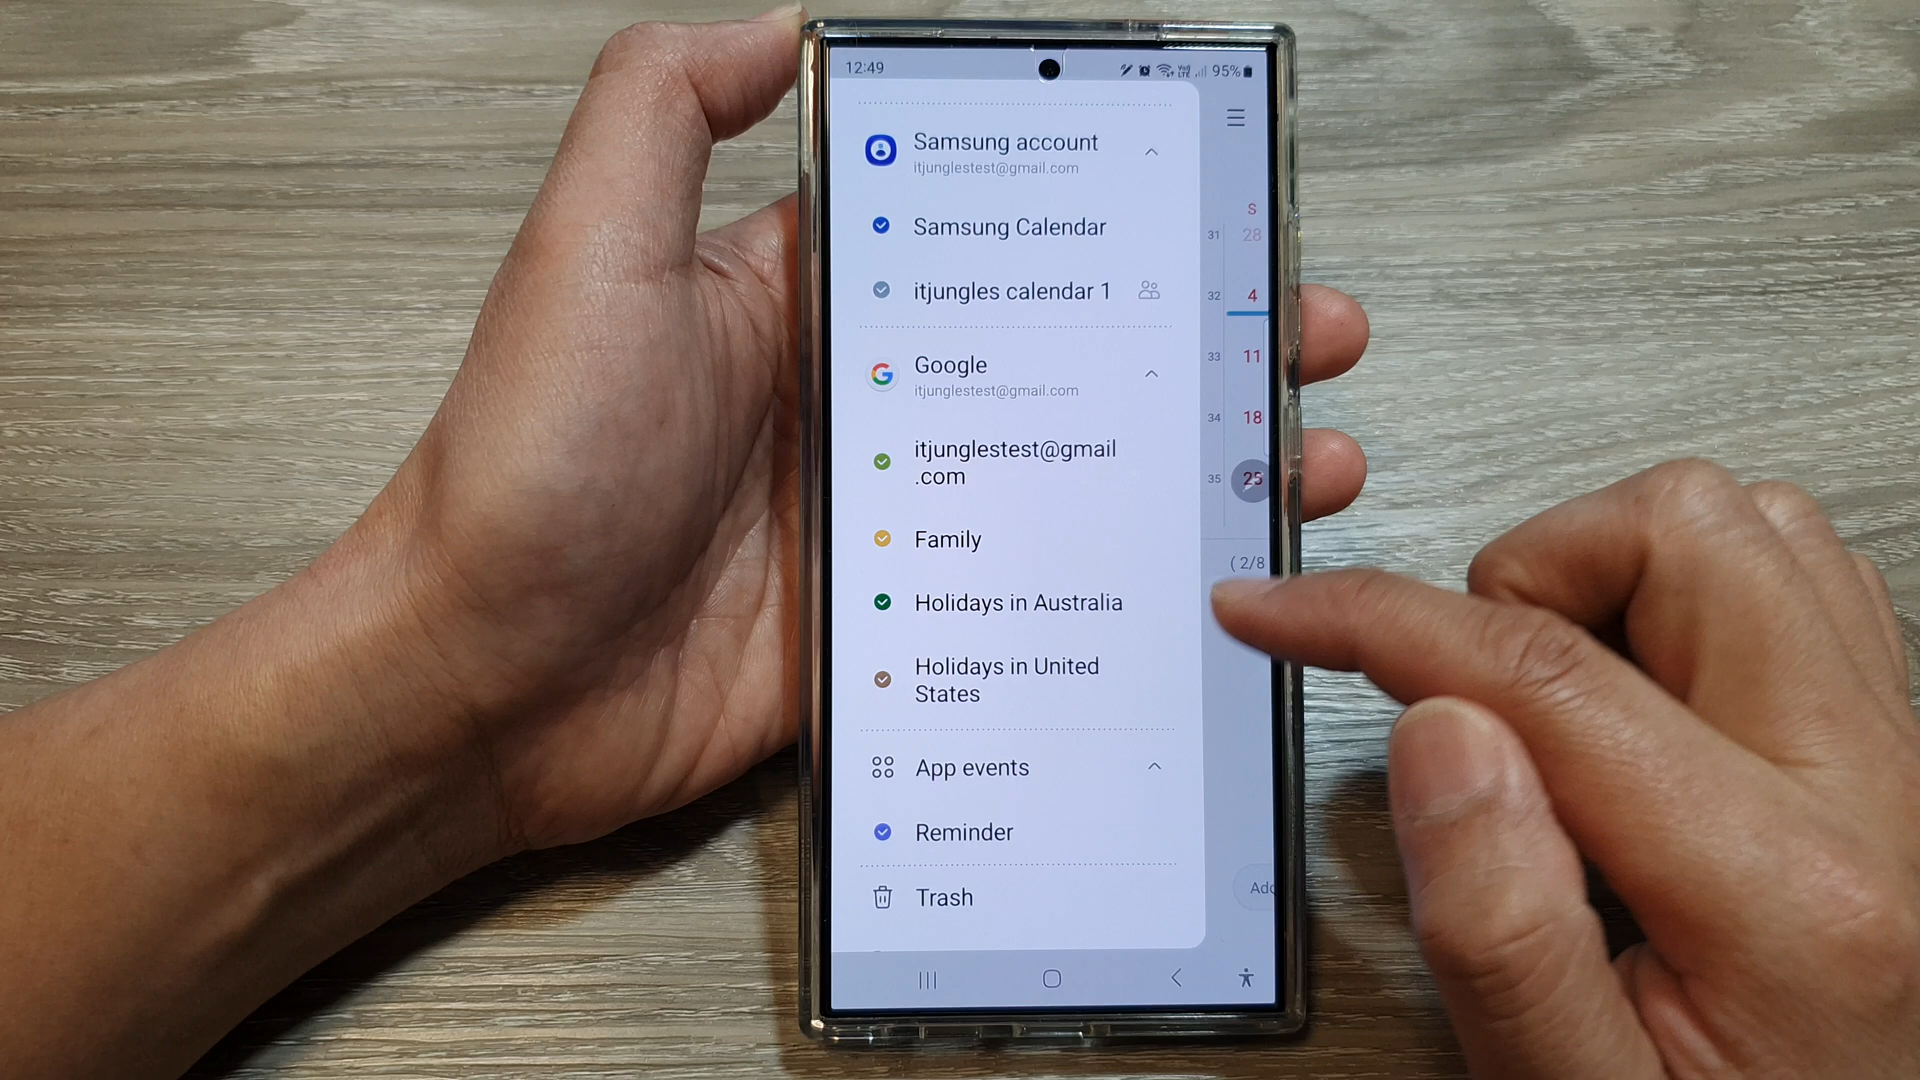 12:49
Vo) LTE 95%
Samsung account
itjunglestest@gmail.com
Samsung Calendar
itjungles calendar 1
Google
itjunglestest@gmail.com
itjunglestest@gmail
.com
Family
Holidays in Australia
Holidays in United
States
App events
Reminder
Trash
S
31 28
32 4
33 11
34 18
35 25
( 2/8
Add